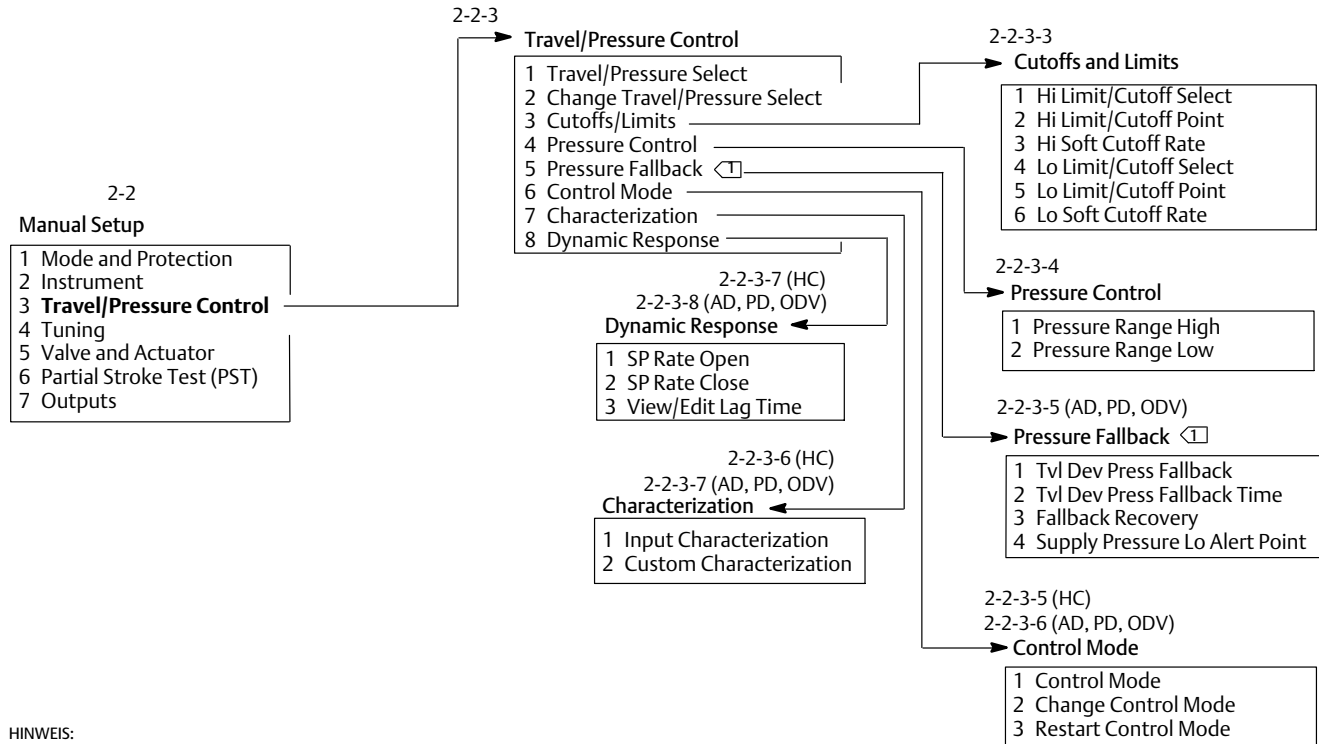 2-2
Manual Setup
1 Mode and Protection
2 Instrument
3 Travel/Pressure Control
4 Tuning
5 Valve and Actuator
6 Partial Stroke Test (PST)
7 Outputs
2-2-3
Travel/Pressure Control
1 Travel/Pressure Select
2 Change Travel/Pressure Select
3 Cutoffs/Limits
4 Pressure Control
5 Pressure Fallback 1
6 Control Mode
7 Characterization
8 Dynamic Response
2-2-3-7 (HC)
2-2-3-8 (AD, PD, ODV)
Dynamic Response
1 SP Rate Open
2 SP Rate Close
3 View/Edit Lag Time
2-2-3-6 (HC)
2-2-3-7 (AD, PD, ODV)
Characterization
1 Input Characterization
2 Custom Characterization
2-2-3-3
Cutoffs and Limits
1 Hi Limit/Cutoff Select
2 Hi Limit/Cutoff Point
3 Hi Soft Cutoff Rate
4 Lo Limit/Cutoff Select
5 Lo Limit/Cutoff Point
6 Lo Soft Cutoff Rate
2-2-3-4
Pressure Control
1 Pressure Range High
2 Pressure Range Low
2-2-3-5 (AD, PD, ODV)
Pressure Fallback 1
1 Tvl Dev Press Fallback
2 Tvl Dev Press Fallback Time
3 Fallback Recovery
4 Supply Pressure Lo Alert Point
2-2-3-5 (HC)
2-2-3-6 (AD, PD, ODV)
Control Mode
1 Control Mode
2 Change Control Mode
3 Restart Control Mode
HINWEIS: